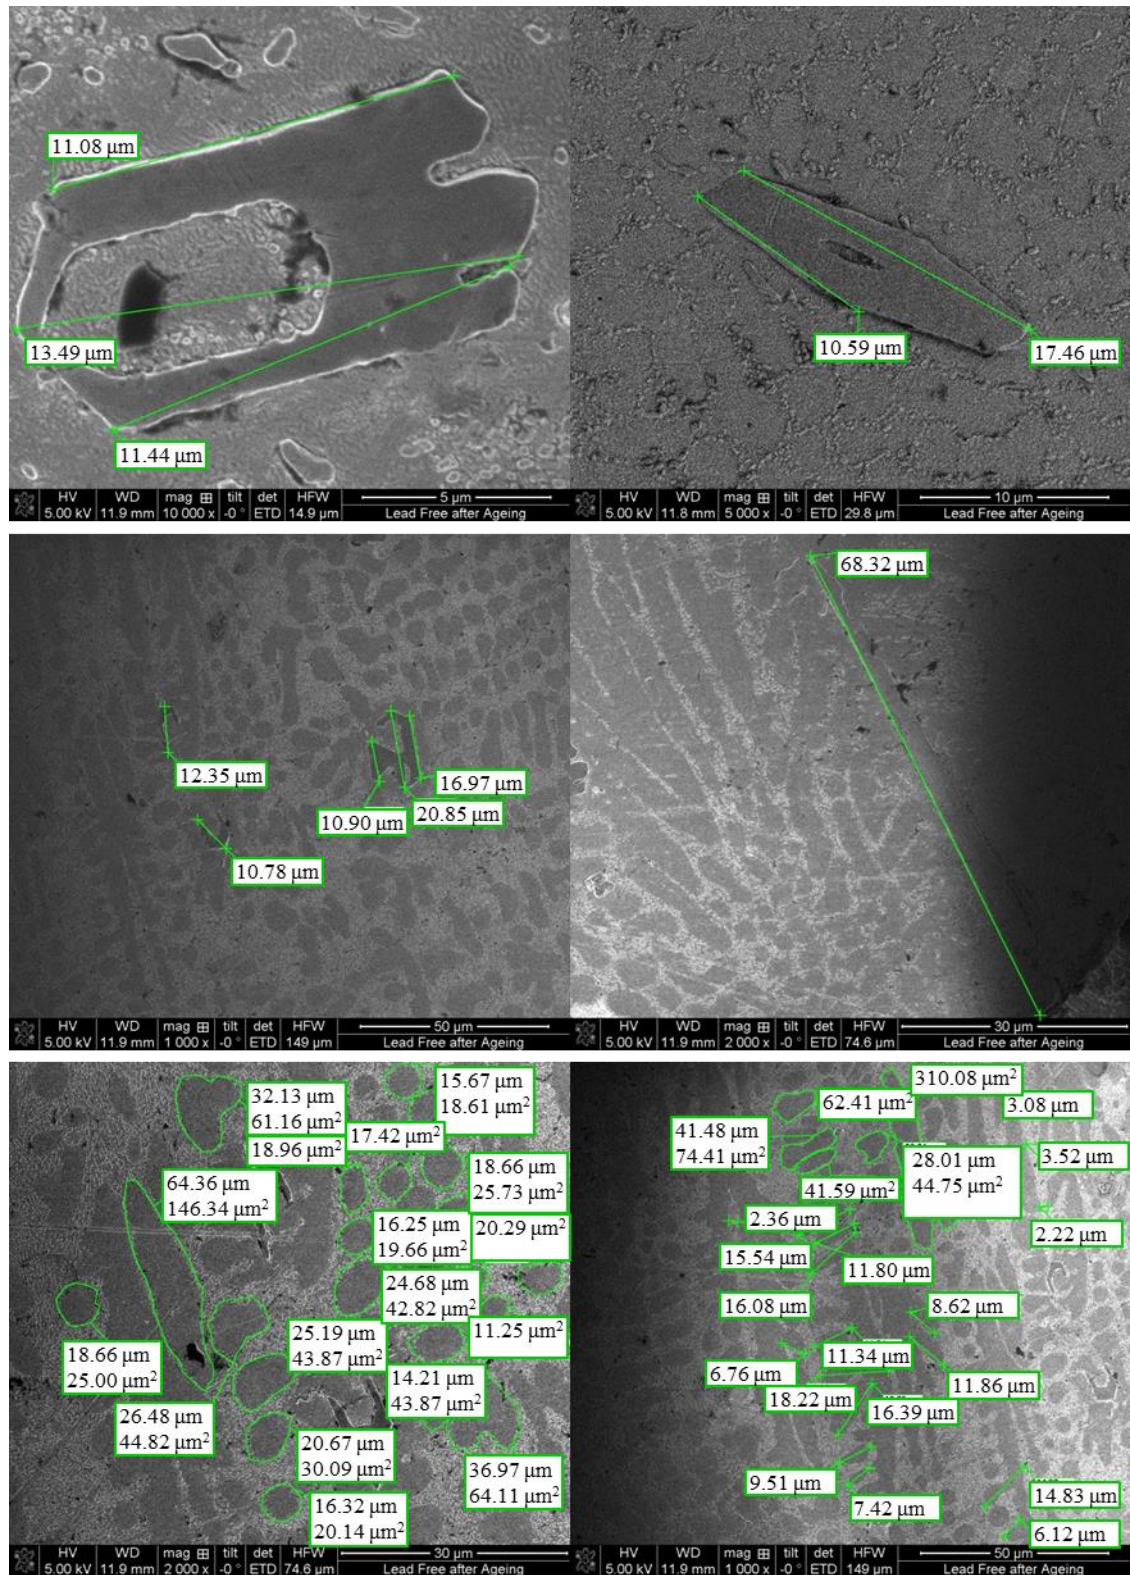 11.08 µm
13.49 µm
11.44 µm
HV WD mag tilt det HFW 5 µm
5.00 kV 11.9 mm 10 000 x -0 ° ETD 14.9 µm Lead Free after Ageing
10.59 µm
17.46 µm
HV WD mag tilt det HFW 10 µm
5.00 kV 11.8 mm 5 000 x -0 ° ETD 29.8 µm Lead Free after Ageing
12.35 µm
16.97 µm
10.90 µm
20.85 µm
10.78 µm
HV WD mag tilt det HFW 50 µm
5.00 kV 11.9 mm 1 000 x -0 ° ETD 149 µm Lead Free after Ageing
68.32 µm
HV WD mag tilt det HFW 30 µm
5.00 kV 11.9 mm 2 000 x -0 ° ETD 74.6 µm Lead Free after Ageing
32.13 µm
61.16 µm²
18.96 µm²
15.67 µm
18.61 µm²
17.42 µm²
64.36 µm
146.34 µm²
18.66 µm
25.73 µm²
16.25 µm
19.66 µm²
20.29 µm²
24.68 µm
42.82 µm²
11.25 µm²
25.19 µm
43.87 µm²
18.66 µm
25.00 µm²
14.21 µm
43.87 µm²
26.48 µm
44.82 µm²
20.67 µm
30.09 µm²
36.97 µm
64.11 µm²
16.32 µm
20.14 µm²
HV WD mag tilt det HFW 30 µm
5.00 kV 11.9 mm 2 000 x -0 ° ETD 74.6 µm Lead Free after Ageing
310.08 µm²
62.41 µm²
3.08 µm
41.48 µm
74.41 µm²
3.52 µm
28.01 µm
44.75 µm²
41.59 µm²
2.36 µm
2.22 µm
15.54 µm
11.80 µm
16.08 µm
8.62 µm
11.34 µm
6.76 µm
11.86 µm
18.22 µm
16.39 µm
9.51 µm
7.42 µm
14.83 µm
6.12 µm
HV WD mag tilt det HFW 50 µm
5.00 kV 11.9 mm 1 000 x -0 ° ETD 149 µm Lead Free after Ageing